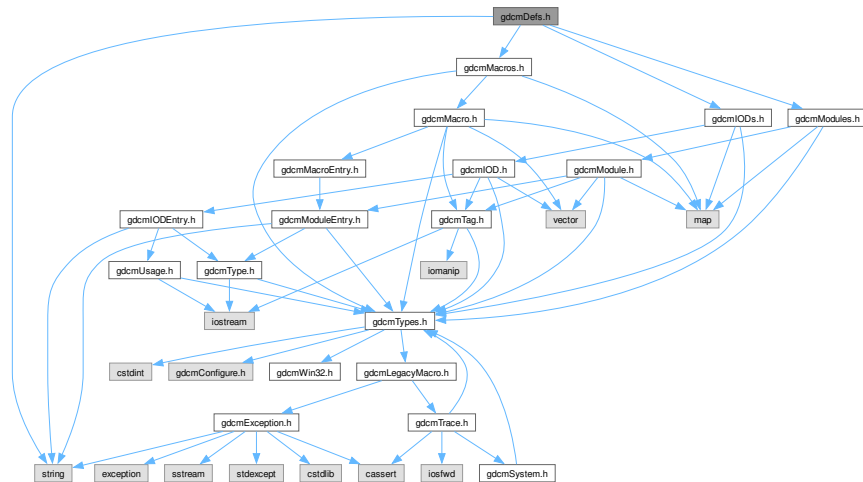 gdcmDefs.h
gdcmMacros.h
gdcmMacro.h
gdcmIODs.h
gdcmModules.h
gdcmMacroEntry.h
gdcmIOD.h
gdcmModule.h
gdcmIODEntry.h
gdcmModuleEntry.h
gdcmTag.h
vector
map
gdcmUsage.h
gdcmType.h
iomanip
iostream
gdcmTypes.h
cstdint
gdcmConfigure.h
gdcmWin32.h
gdcmLegacyMacro.h
gdcmException.h
gdcmTrace.h
string
exception
sstream
stdexcept
cstdlib
cassert
iosfwd
gdcmSystem.h